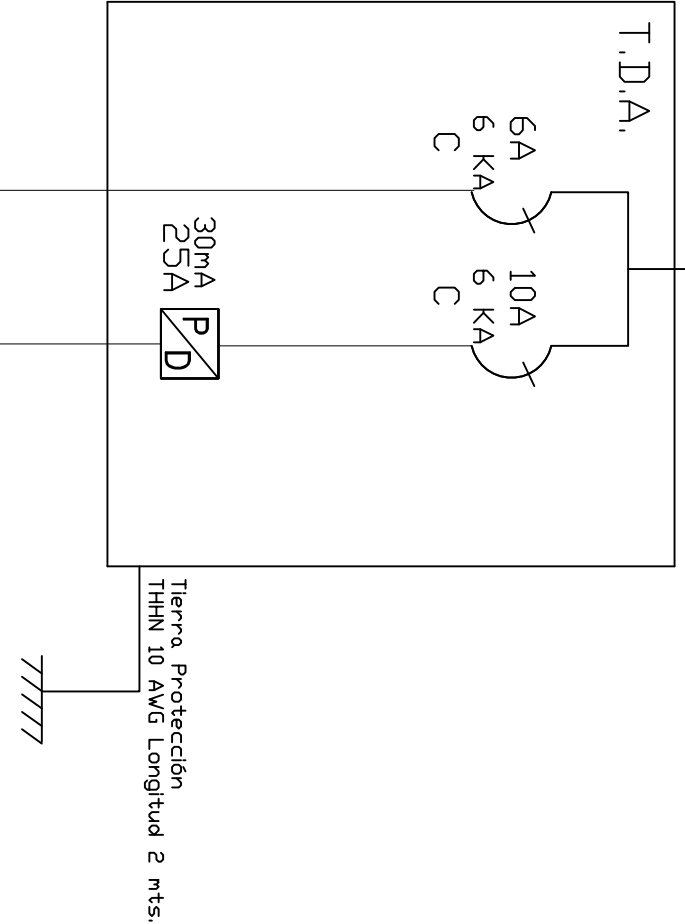 T.D.A.
6A
6 KA
C
10A
6 KA
C
30mA
25A
P
D
Tierra Protección
THHN 10 AWG Longitud 2 mts.